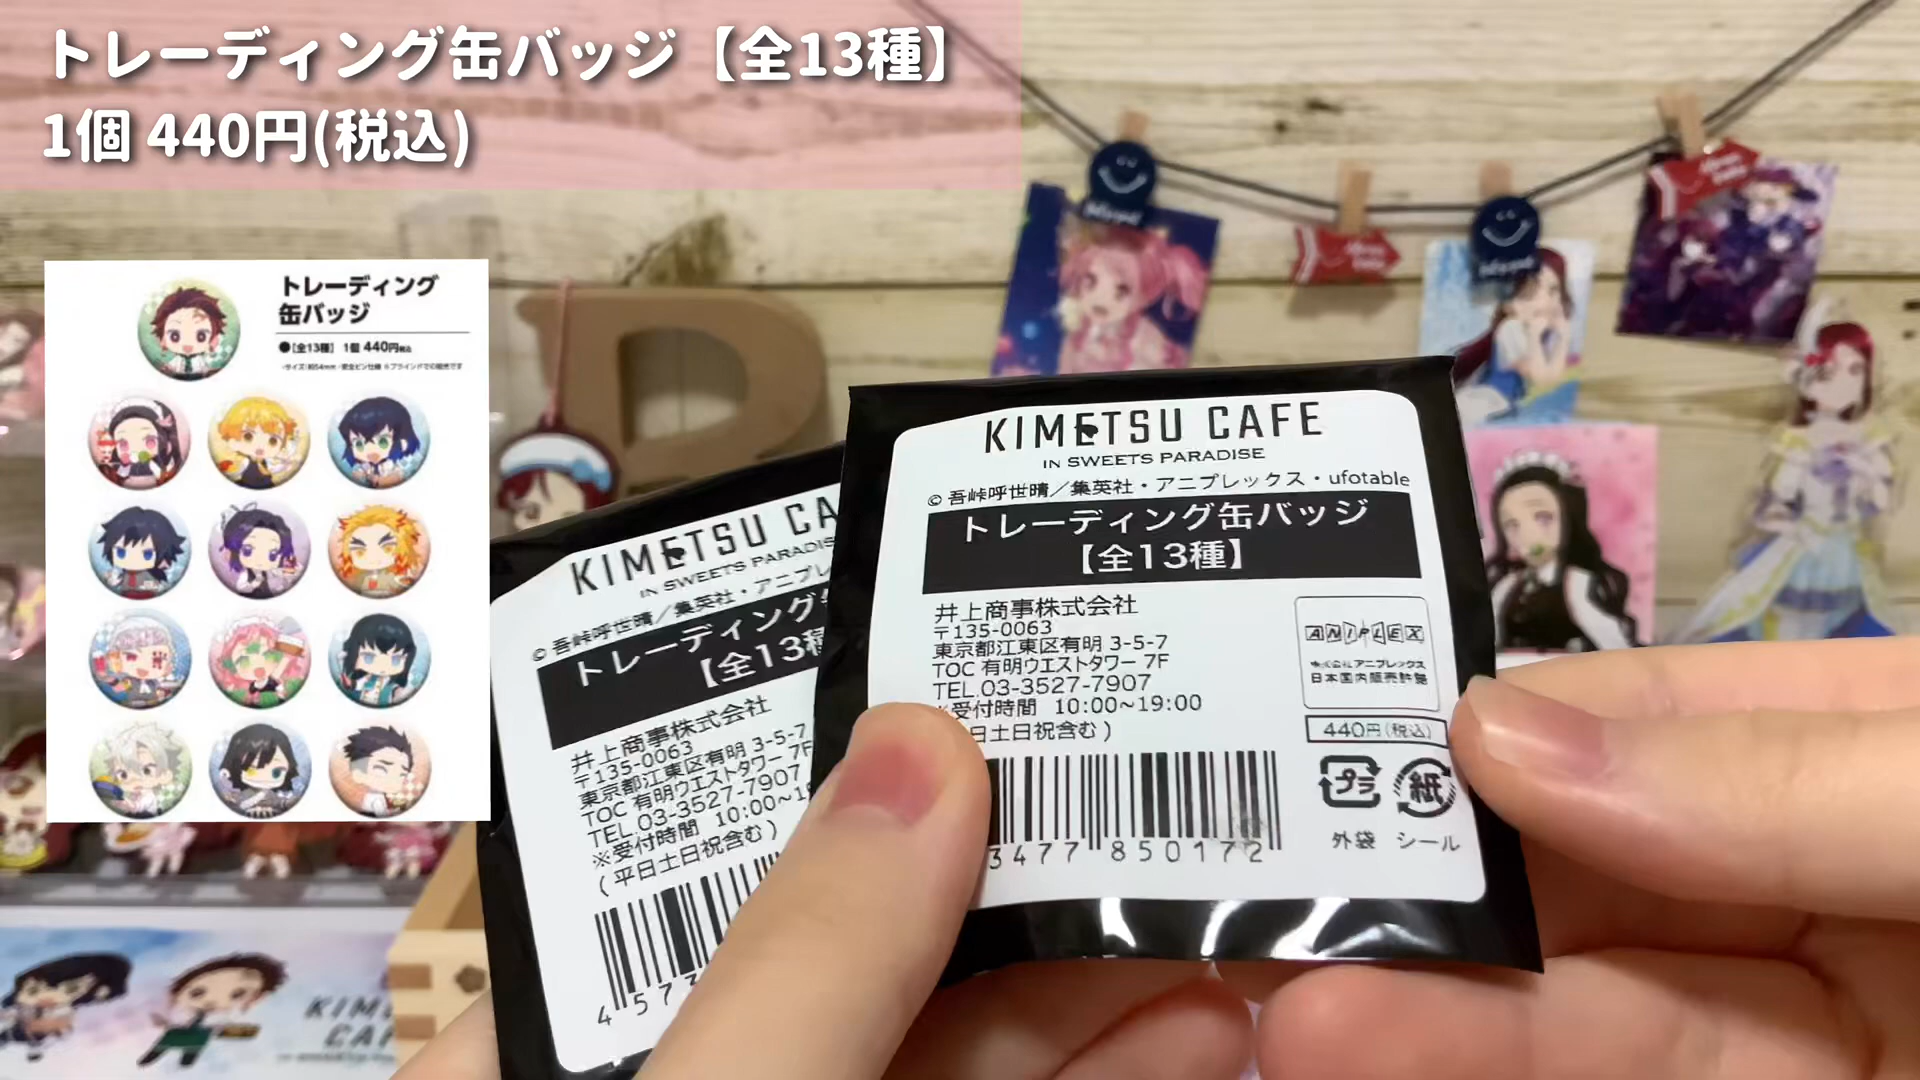 トレーディング缶バッジ【全13種】
1個 440円(税込)
トレーディング
缶バッジ
●【全13種】 1個 440円税込
KIMETSU CAFE
IN SWEETS PARADISE
© 吾峠呼世晴／集英社・アニプレックス・ufotable
トレーディング缶バッジ
【全13種】
井上商事株式会社
〒135-0063
東京都江東区有明 3-5-7
TOC 有明ウエストタワー 7F
TEL.03-3527-7907
※受付時間 10:00~19:00
日土日祝含む )
ANIPLEX
株式会社アニプレックス
日本国内販売許諾
440円(税込)
プラ
紙
外袋 シール
3477 850172
KIMETSU CA
IN SWEETS PARADIS
© 吾峠呼世晴／集英社・アニプレ
トレーディング
【全13種
井上商事株式会社
〒135-0063
東京都江東区有明 3-5-7
TOC 有明ウエストタワー 7F
TEL.03-3527-7907
※受付時間 10:00~1
( 平日土日祝含む )
4 573